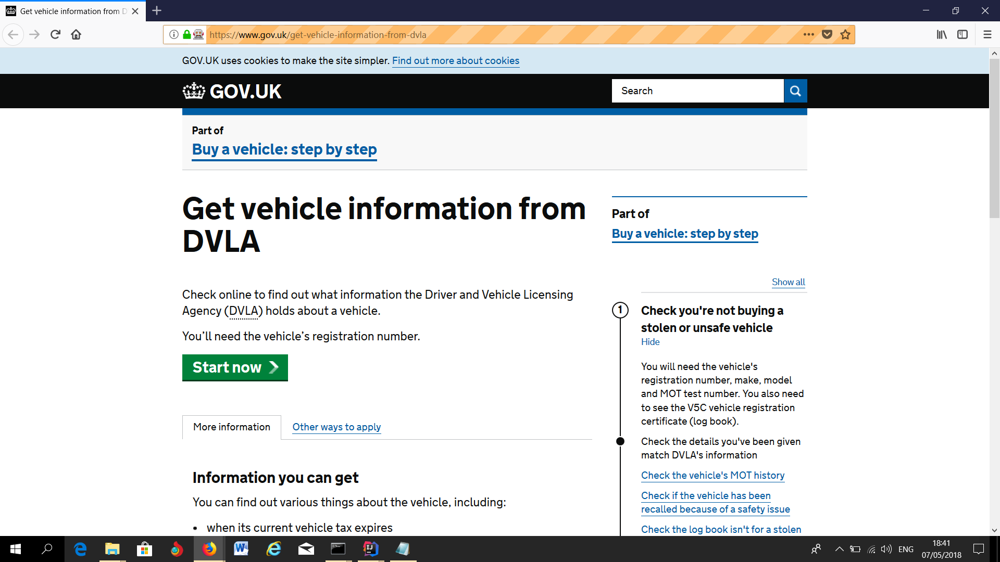 Get vehicle information from D
https://www.gov.uk/get-vehicle-information-from-dvla
GOV.UK uses cookies to make the site simpler. Find out more about cookies
GOV.UK
Search
Part of
Buy a vehicle: step by step
Get vehicle information from
DVLA
Check online to find out what information the Driver and Vehicle Licensing
Agency (DVLA) holds about a vehicle.
You’ll need the vehicle’s registration number.
Start now
More information
Other ways to apply
Information you can get
You can find out various things about the vehicle, including:
• when its current vehicle tax expires
Part of
Buy a vehicle: step by step
Show all
1
Check you're not buying a
stolen or unsafe vehicle
Hide
You will need the vehicle's
registration number, make, model
and MOT test number. You also need
to see the V5C vehicle registration
certificate (log book).
Check the details you've been given
match DVLA's information
Check the vehicle's MOT history
Check if the vehicle has been
recalled because of a safety issue
Check the log book isn't for a stolen
ENG
18:41
07/05/2018